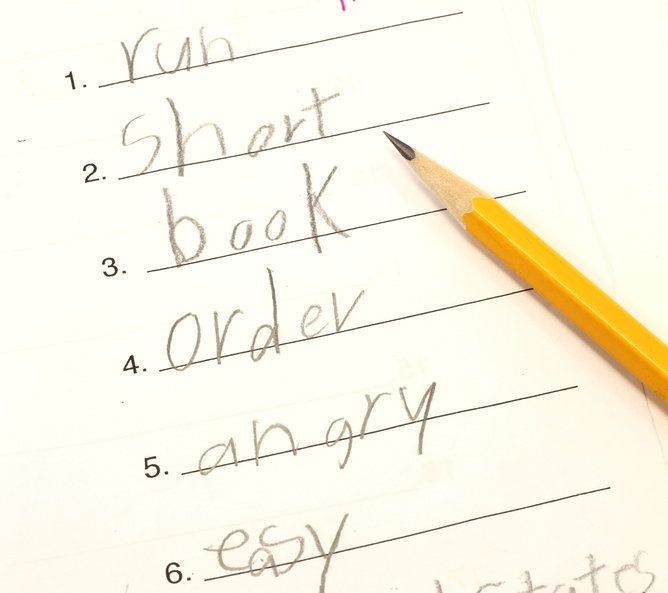 1. run
2. short
3. book
4. order
5. angry
6. easy